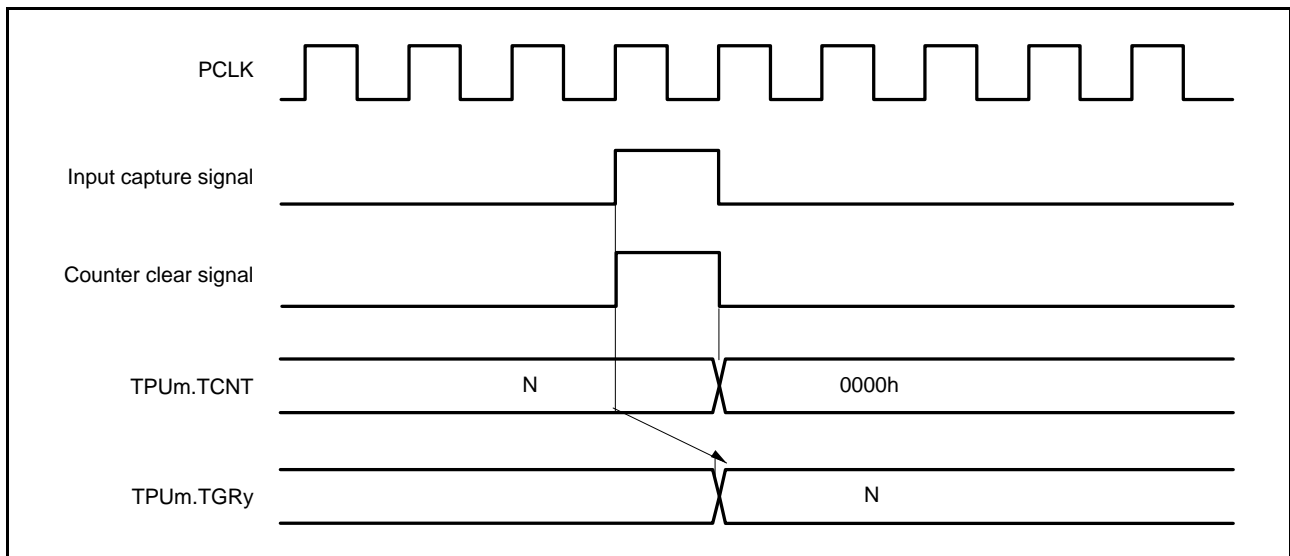 PCLK
Input capture signal
Counter clear signal
TPUm.TCNT
N
0000h
TPUm.TGRy
N